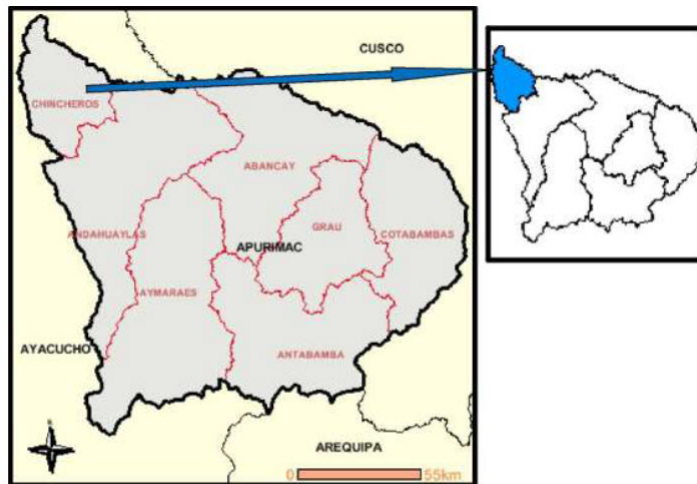 CUSCO
CHINCHEROS
ABANCAY
ANDAHUAYLAS
GRAU
COTABAMBAS
APURIMAC
AYMARAES
AYACUCHO
ANTABAMBA
AREQUIPA
0 55km